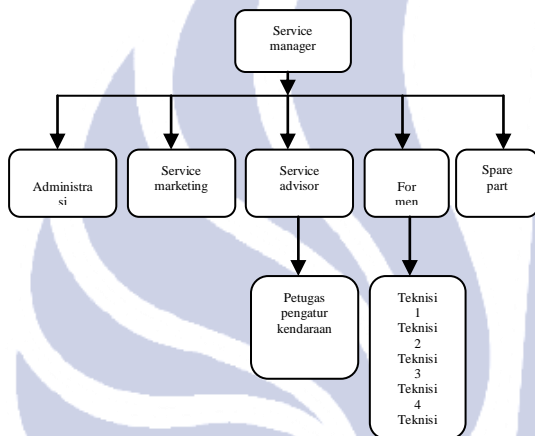 Service
manager
Administra
si
Service
marketing
Service
advisor
For
men
Spare
part
Petugas
pengatur
kendaraan
Teknisi
1
Teknisi
2
Teknisi
3
Teknisi
4
Teknisi